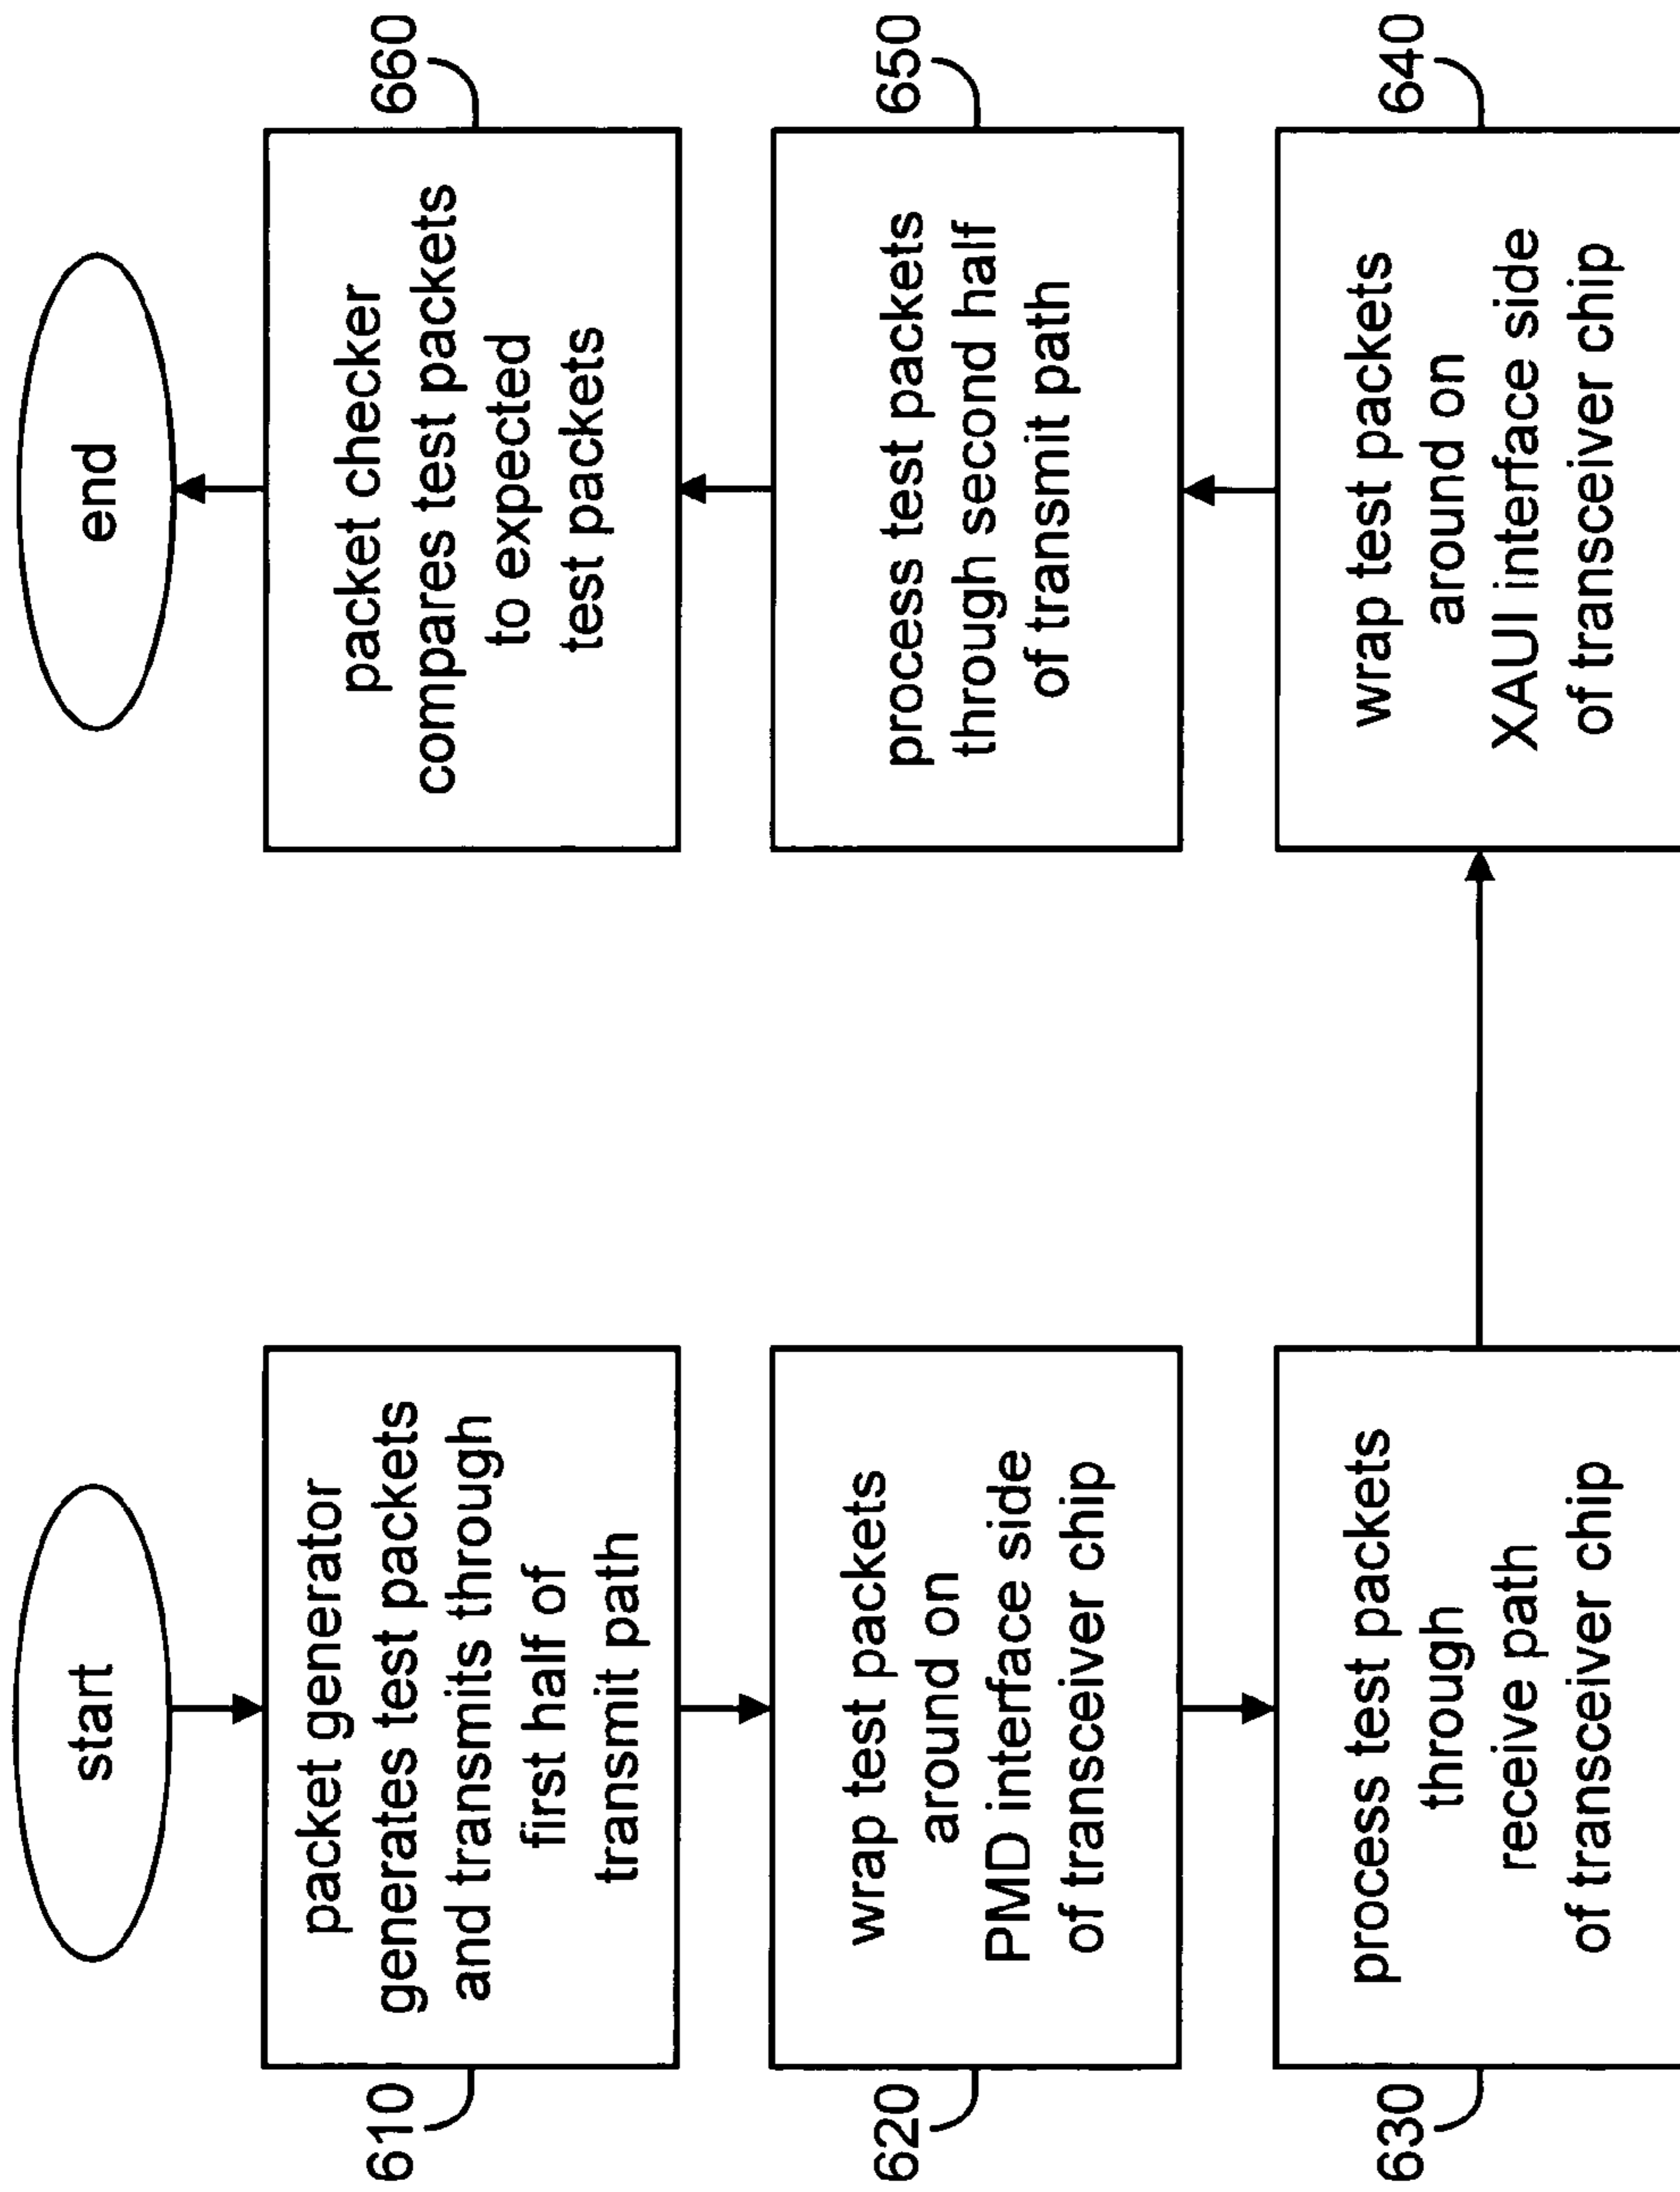 start
610
packet generator
generates test packets
and transmits through
first half of
transmit path
620
wrap test packets
around on
PMD interface side
of transceiver chip
630
process test packets
through
receive path
of transceiver chip
640
wrap test packets
around on
XAUI interface side
of transceiver chip
650
process test packets
through second half
of transmit path
660
packet checker
compares test packets
to expected
test packets
end